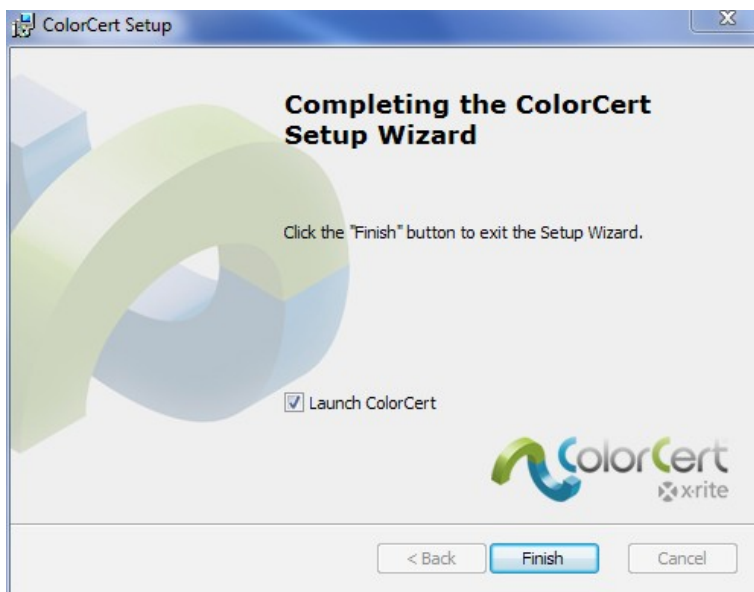 ColorCert Setup
X
Completing the ColorCert
Setup Wizard
Click the "Finish" button to exit the Setup Wizard.
Launch ColorCert
ColorCert
x·rite
< Back
Finish
Cancel